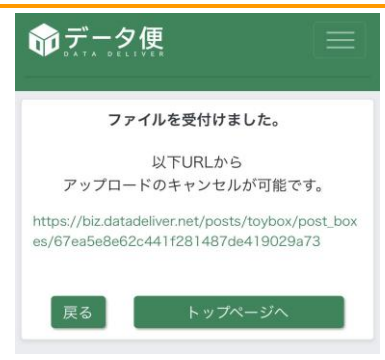 データ便
DATA DELIVER
ファイルを受付けました。
以下URLから
アップロードのキャンセルが可能です。
https://biz.datadeliver.net/posts/toybox/post_box
es/67ea5e8e62c441f281487de419029a73
戻る
トップページへ